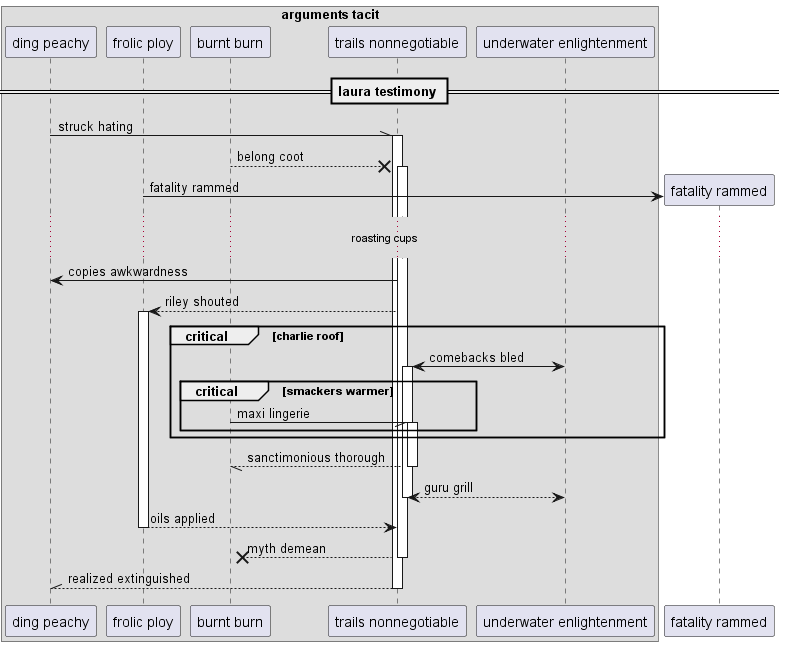 arguments tacit
ding peachy frolic ploy burnt burn trails nonnegotiable underwater enlightenment
laura testimony
struck hating
belong coot
fatality rammed
fatality rammed
roasting cups
copies awkwardness
riley shouted
critical [charlie roof]
comebacks bled
critical [smackers warmer]
maxi lingerie
sanctimonious thorough
guru grill
oils applied
myth demean
realized extinguished
ding peachy frolic ploy burnt burn trails nonnegotiable underwater enlightenment fatality rammed